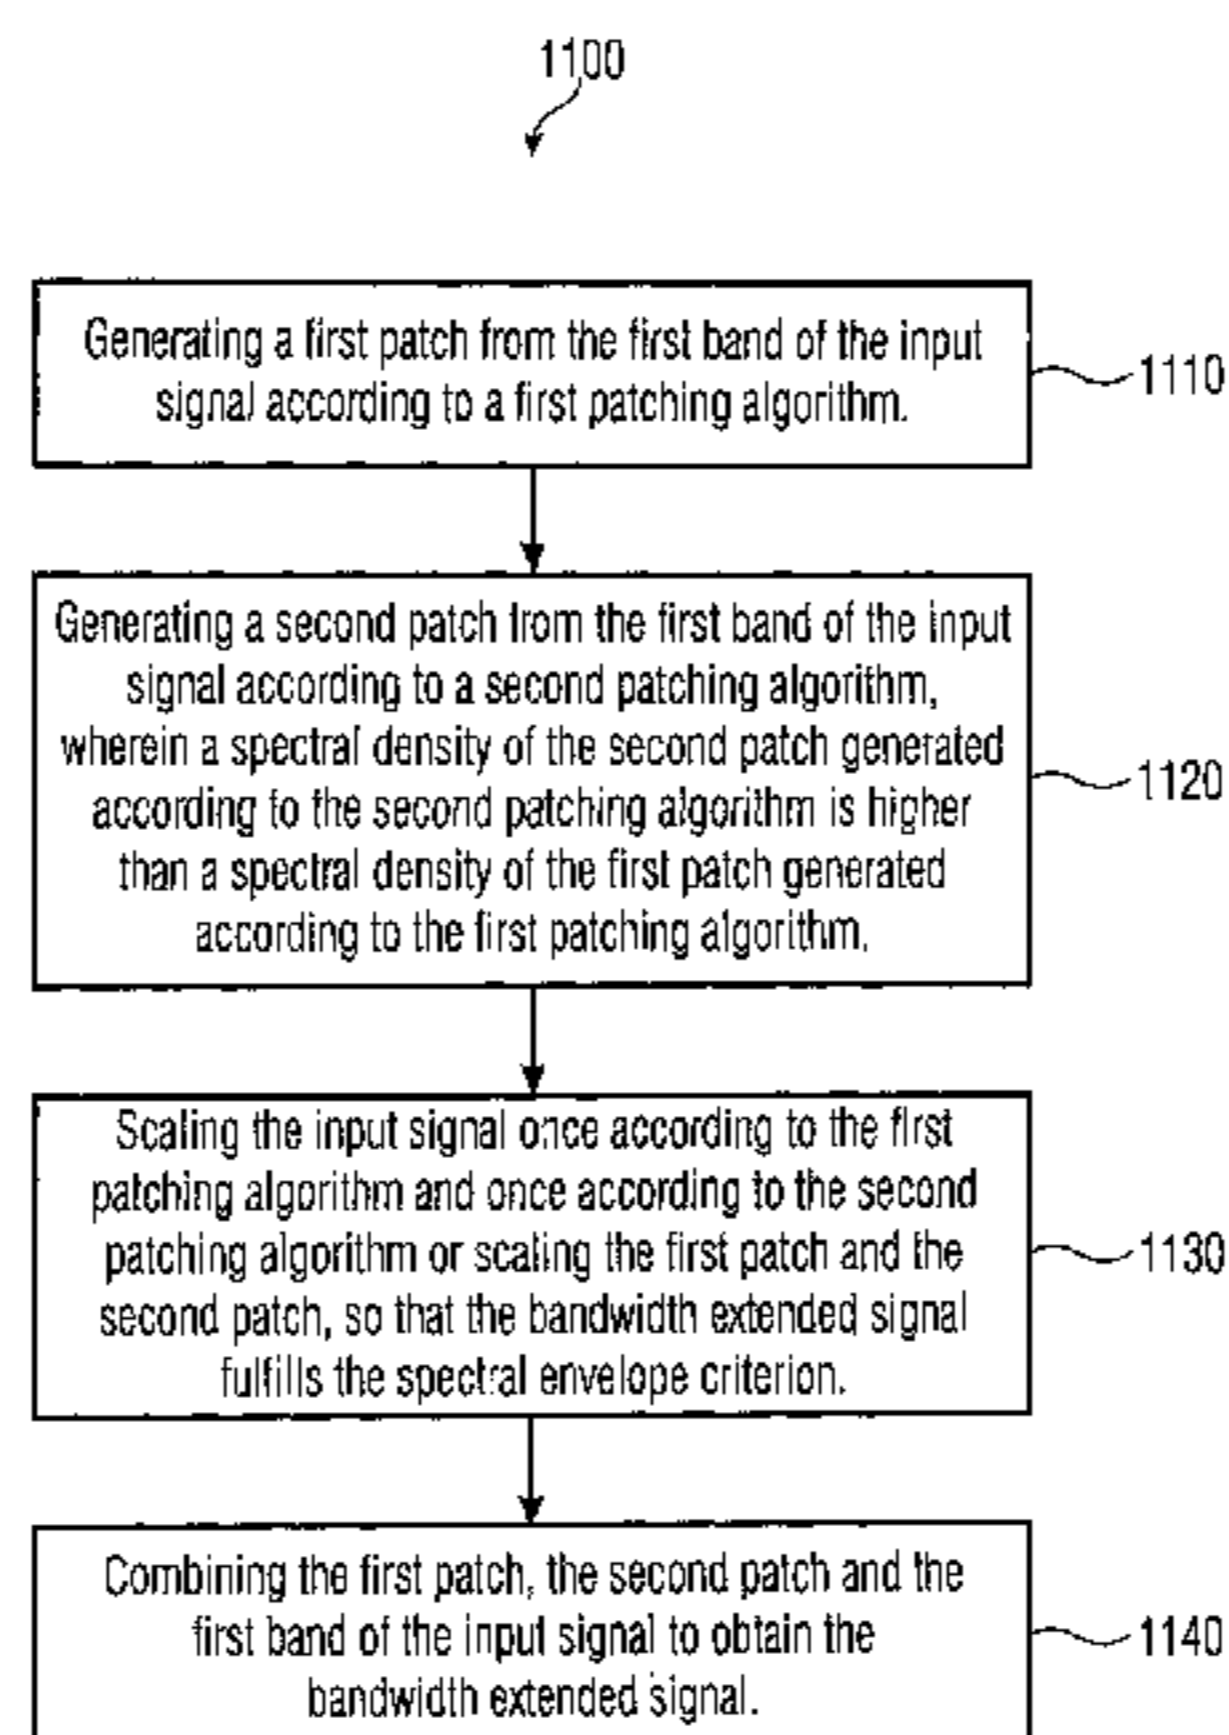 1100
Generating a first patch from the first band of the input
signal according to a first patching algorithm.
1110
Generating a second patch from the first band of the input
signal according to a second patching algorithm,
wherein a spectral density of the second patch generated
according to the second patching algorithm is higher
than a spectral density of the first patch generated
according to the first patching algorithm.
1120
Scaling the input signal once according to the first
patching algorithm and once according to the second
patching algorithm or scaling the first patch and the
second patch, so that the bandwidth extended signal
fulfills the spectral envelope criterion.
1130
Combining the first patch, the second patch and the
first band of the input signal to obtain the
bandwidth extended signal.
1140